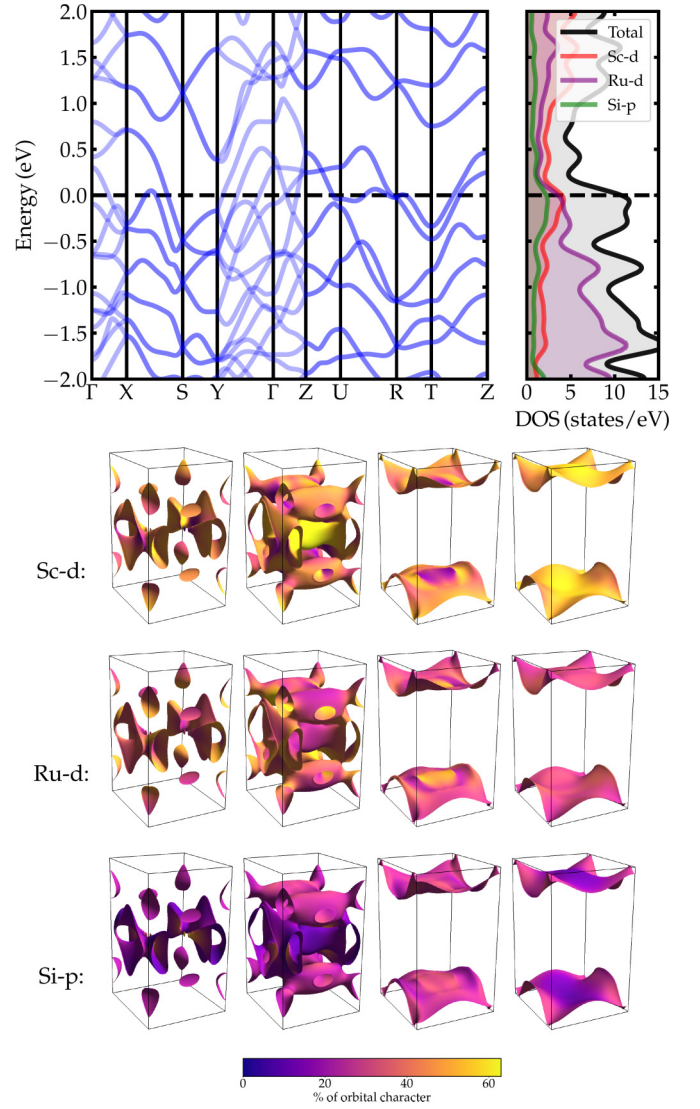 2.0
1.5
1.0
0.5
0.0
−0.5
−1.0
−1.5
−2.0
Energy (eV)
Γ X S Y Γ Z U R T Z
Total
Sc-d
Ru-d
Si-p
0 5 10 15
DOS (states/eV)
Sc-d:
Ru-d:
Si-p:
0 20 40 60
% of orbital character